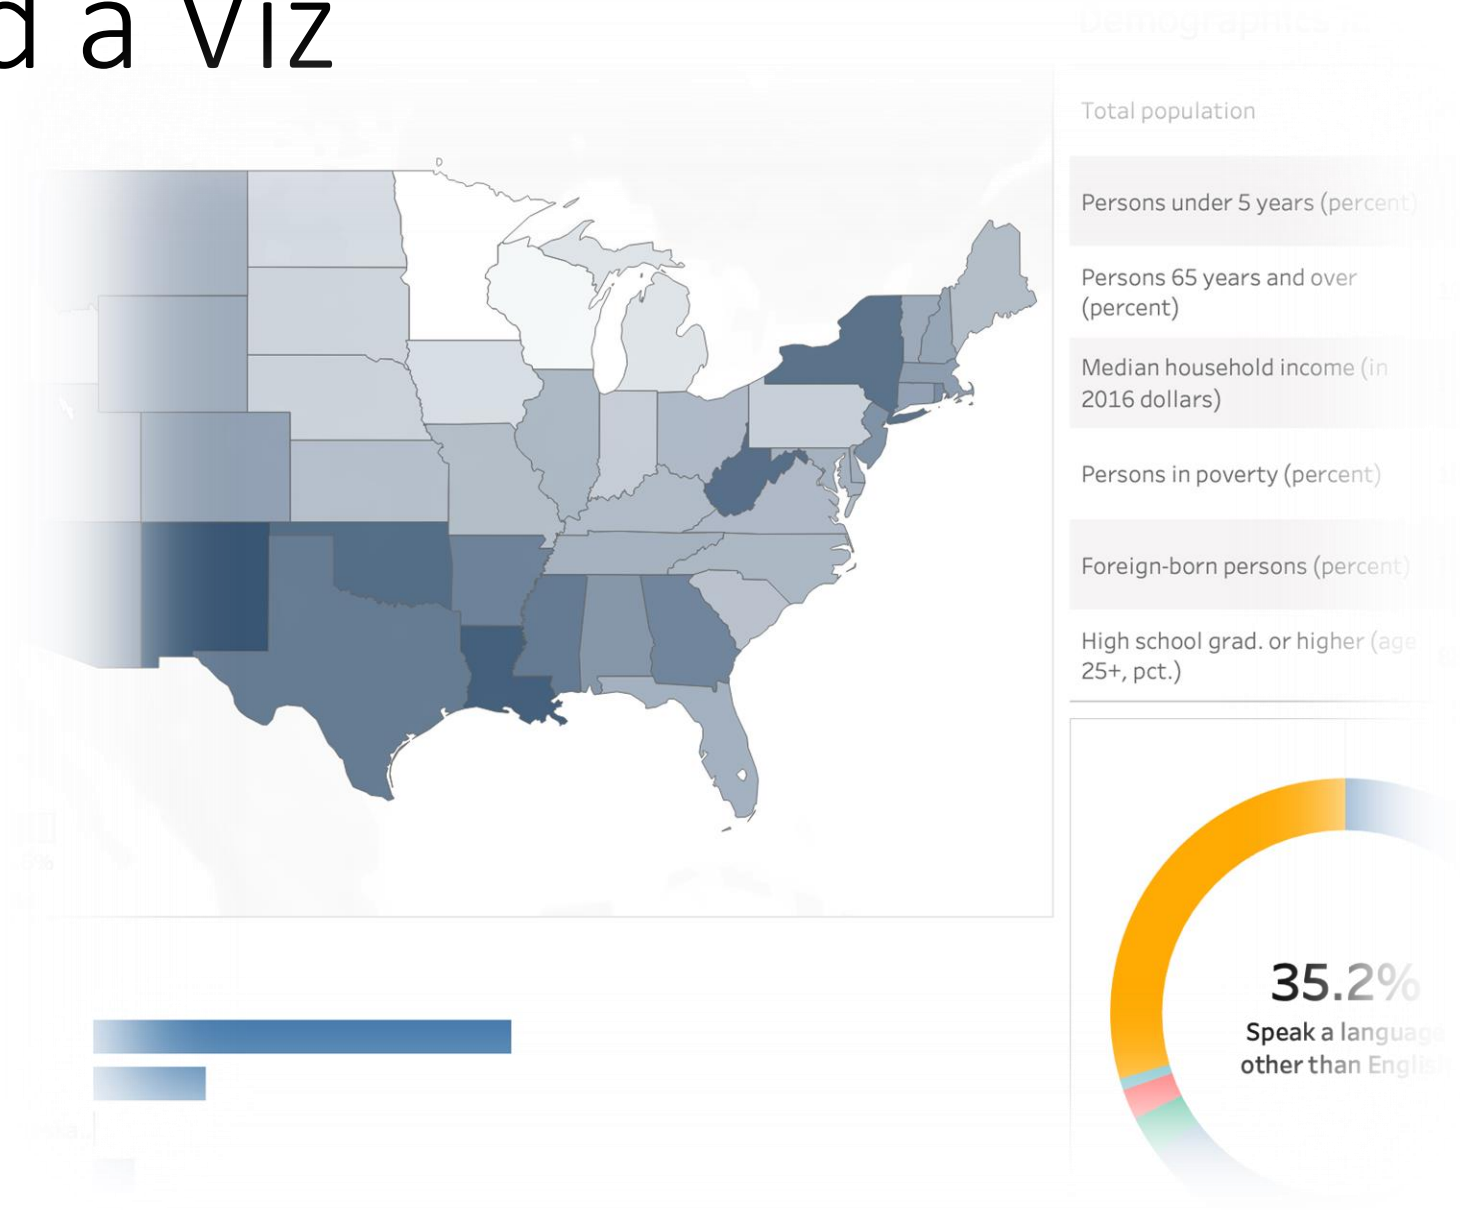 d a Viz
Demographics
Total population
Persons under 5 years (percent)
Persons 65 years and over
(percent)
Median household income (in
2016 dollars)
Persons in poverty (percent)
Foreign-born persons (percent)
High school grad. or higher (age
25+, pct.)
35.2%
Speak a language
other than English